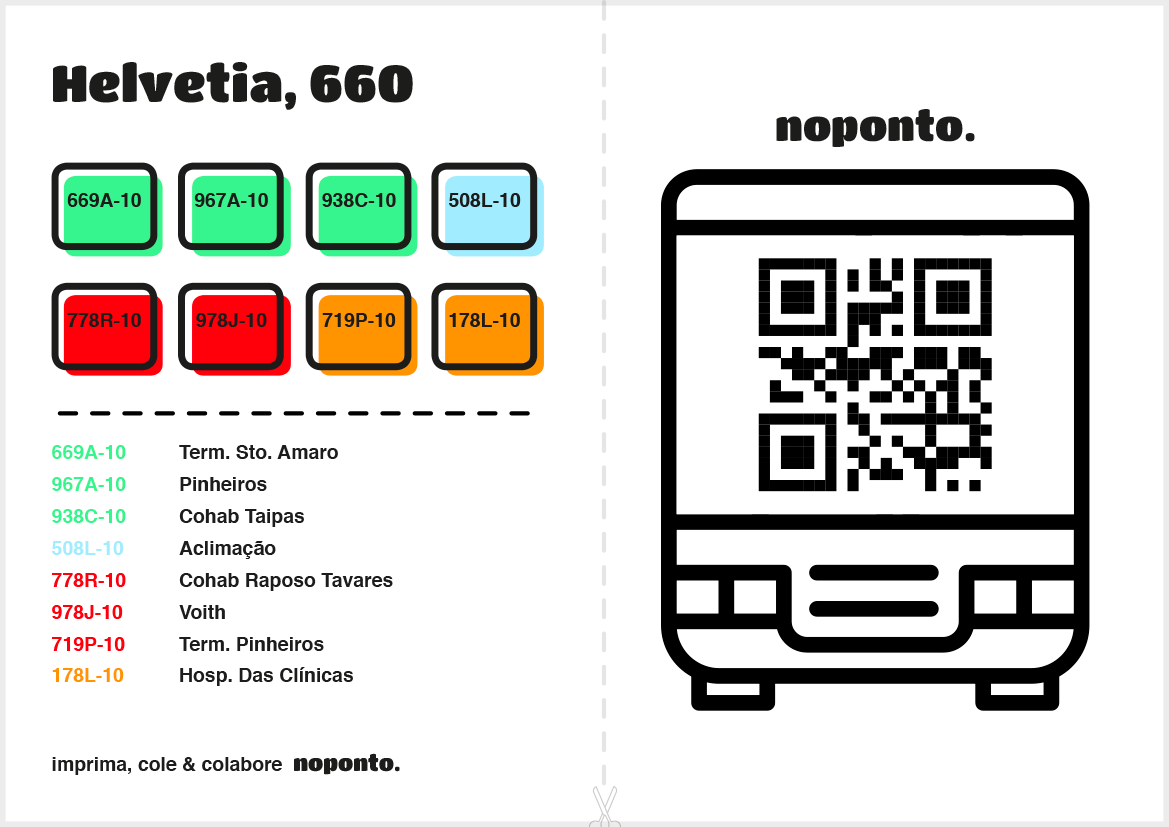 Helvetia, 660
669A-10 967A-10 938C-10 508L-10
778R-10 978J-10 719P-10 178L-10
669A-10 Term. Sto. Amaro
967A-10 Pinheiros
938C-10 Cohab Taipas
508L-10 Aclimação
778R-10 Cohab Raposo Tavares
978J-10 Voith
719P-10 Term. Pinheiros
178L-10 Hosp. Das Clínicas
imprima, cole & colabore noponto.
noponto.